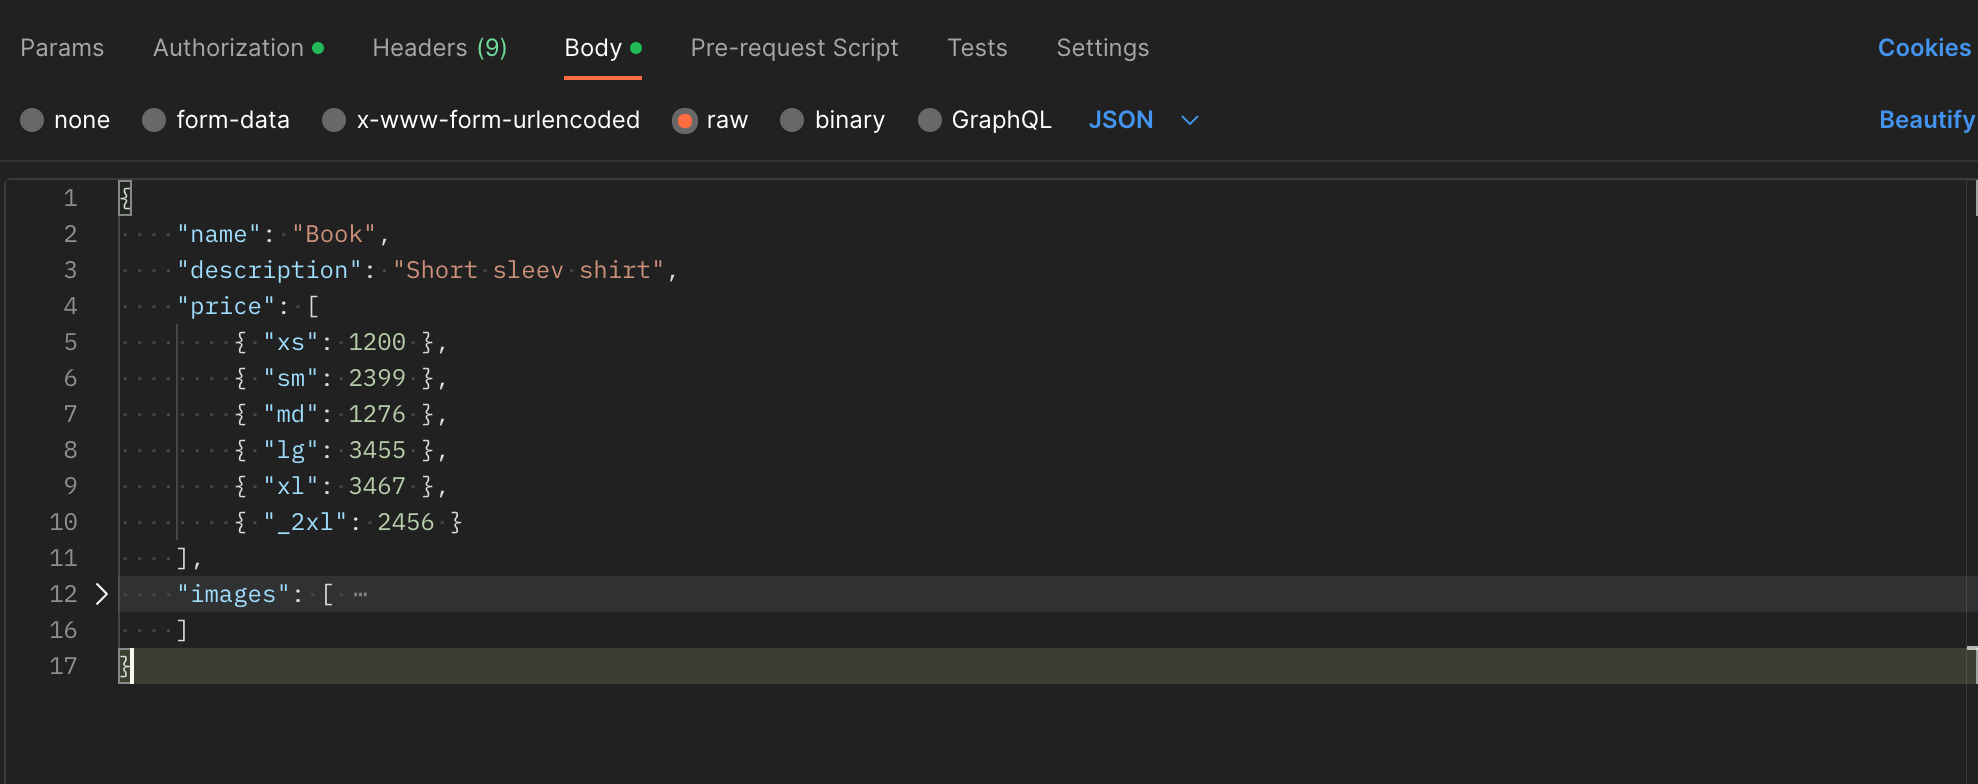 Params Authorization Headers (9) Body Pre-request Script Tests Settings Cookies
none form-data x-www-form-urlencoded raw binary GraphQL JSON Beautify
1 {
2 "name": "Book",
3 "description": "Short sleev shirt",
4 "price": [
5 { "xs": 1200 },
6 { "sm": 2399 },
7 { "md": 1276 },
8 { "lg": 3455 },
9 { "xl": 3467 },
10 { "_2xl": 2456 }
11 ],
12 "images": [ ⋯
16 ]
17 }